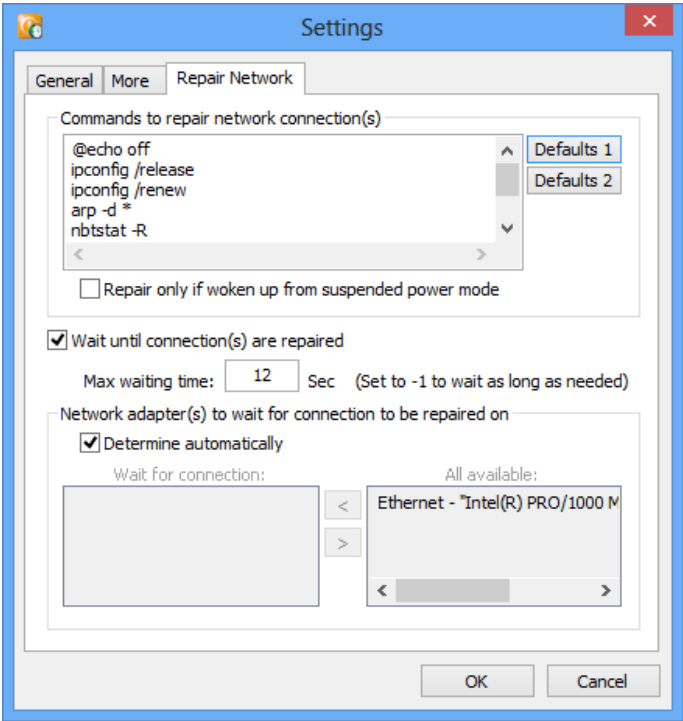 Settings
General More Repair Network
Commands to repair network connection(s)
@echo off
ipconfig /release
ipconfig /renew
arp -d *
nbtstat -R
Defaults 1
Defaults 2
Repair only if woken up from suspended power mode
Wait until connection(s) are repaired
Max waiting time: 12 Sec (Set to -1 to wait as long as needed)
Network adapter(s) to wait for connection to be repaired on
Determine automatically
Wait for connection: All available:
< >
Ethernet - "Intel(R) PRO/1000 M
OK Cancel